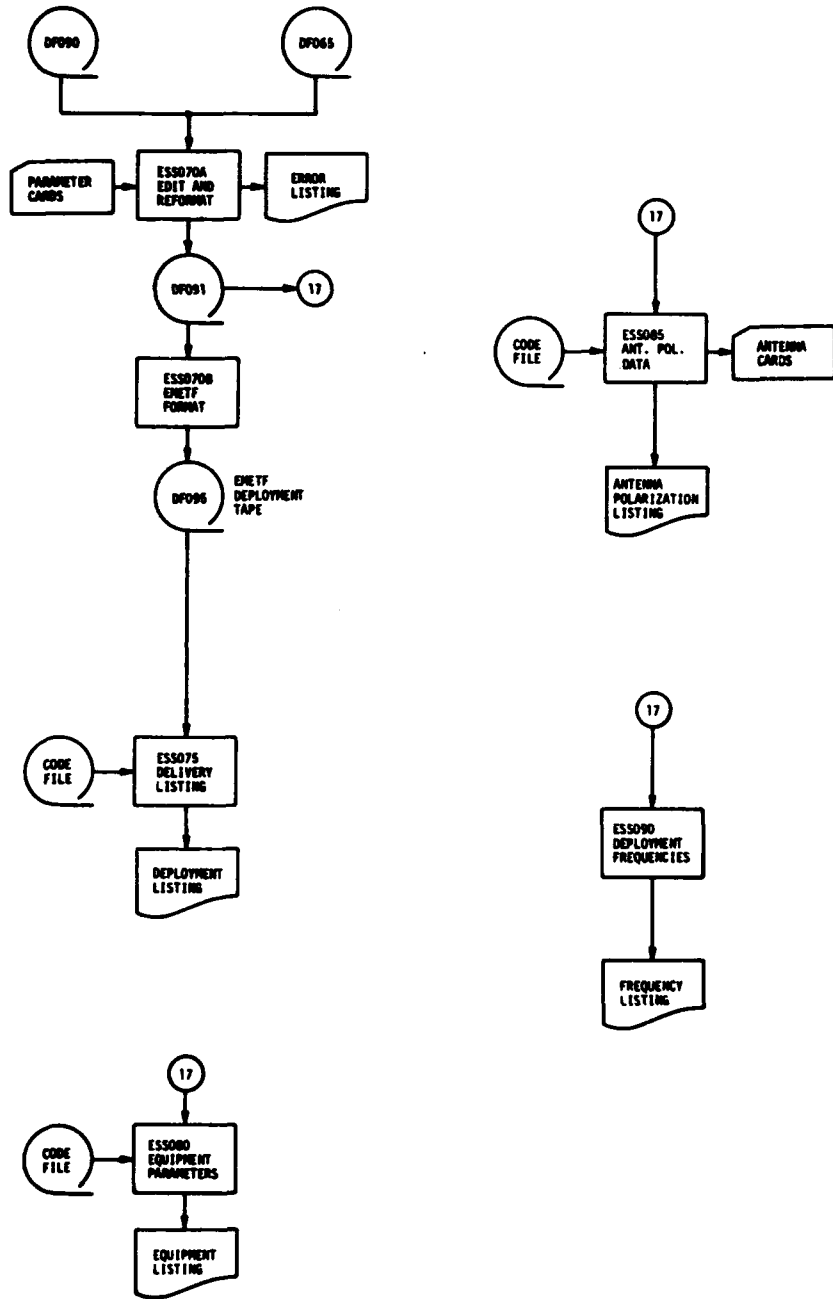 DF090
DF065
PARAMETER
CARDS
ESS070A
EDIT AND
REFORMAT
ERROR
LISTING
DF091
17
ESS070B
EMETF
FORMAT
DF096
EMETF
DEPLOYMENT
TAPE
CODE
FILE
ESS075
DELIVERY
LISTING
DEPLOYMENT
LISTING
17
CODE
FILE
ESS080
EQUIPMENT
PARAMETERS
EQUIPMENT
LISTING
17
CODE
FILE
ESS085
ANT. POL.
DATA
ANTENNA
CARDS
ANTENNA
POLARIZATION
LISTING
17
ESS090
DEPLOYMENT
FREQUENCIES
FREQUENCY
LISTING